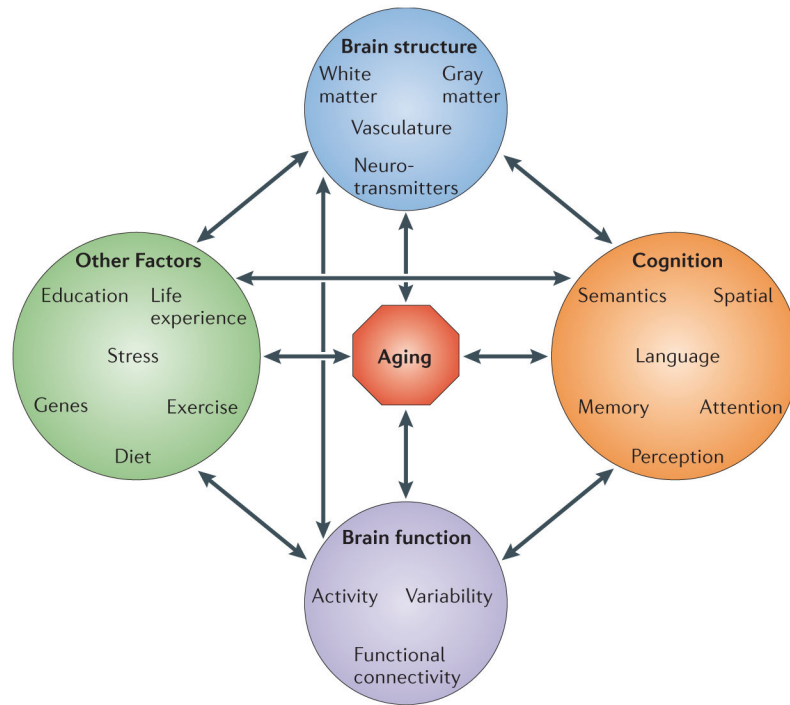 Brain structure
White
matter
Gray
matter
Vasculature
Neuro-
transmitters
Other Factors
Education
Life
experience
Stress
Genes
Exercise
Diet
Aging
Cognition
Semantics
Spatial
Language
Memory
Attention
Perception
Brain function
Activity
Variability
Functional
connectivity